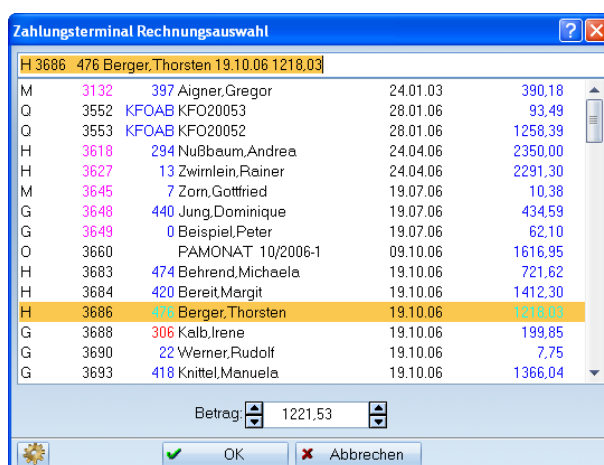 Zahlungsterminal Rechnungsauswahl
H 3686 476 Berger,Thorsten 19.10.06 1218,03
M 3132 397 Aigner,Gregor 24.01.03 390,18
Q 3552 KFOAB KFO20053 28.01.06 93,49
Q 3553 KFOAB KFO20052 28.01.06 1258,39
H 3618 294 Nußbaum,Andrea 24.04.06 2350,00
H 3627 13 Zwirnlein,Rainer 24.04.06 2291,30
M 3645 7 Zorn,Gottfried 19.07.06 10,38
G 3648 440 Jung,Dominique 19.07.06 434,59
G 3649 0 Beispiel,Peter 19.07.06 62,10
O 3660 PAMONAT 10/2006-1 09.10.06 1616,95
H 3683 474 Behrend,Michaela 19.10.06 721,62
H 3684 420 Bereit,Margit 19.10.06 1412,30
H 3686 476 Berger,Thorsten 19.10.06 1218,03
G 3688 306 Kalb,Irene 19.10.06 199,85
G 3690 22 Werner,Rudolf 19.10.06 7,75
G 3693 418 Knittel,Manuela 19.10.06 1366,04
Betrag: 1221,53
OK Abbrechen